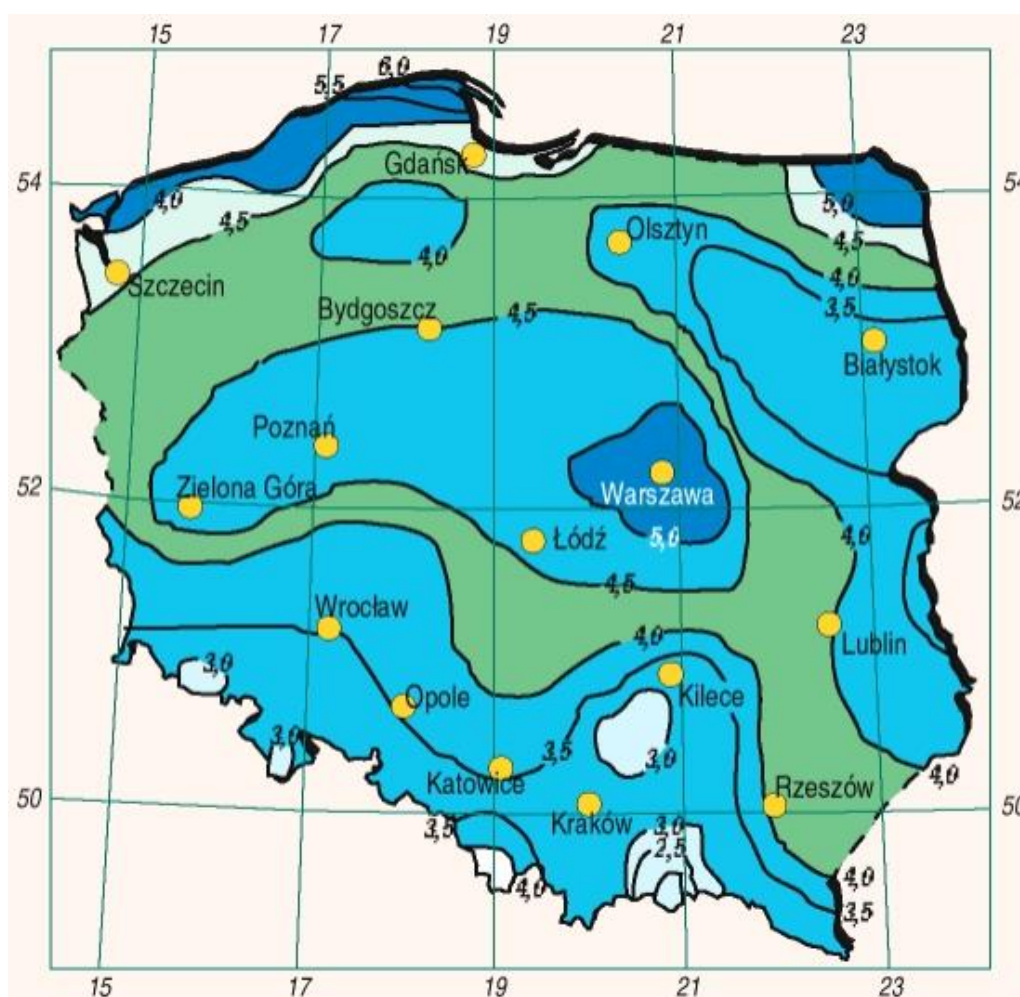 15 17 19 21 23
6,0
5,5
Gdańsk
54 54
4,0
5,0
4,5
4,5
Olsztyn
4,0
4,0
Szczecin
3,5
Bydgoszcz
4,5
Białystok
Poznań
Zielona Góra
52 52
Warszawa
Łódź
5,0
4,0
4,5
Wrocław
4,0
Lublin
3,0
Kilece
Opole
3,0
3,5
3,0
Katowice
4,0
Rzeszów
50 50
Kraków
3,5
3,0
2,5
4,0
4,0
3,5
15 17 19 21 23